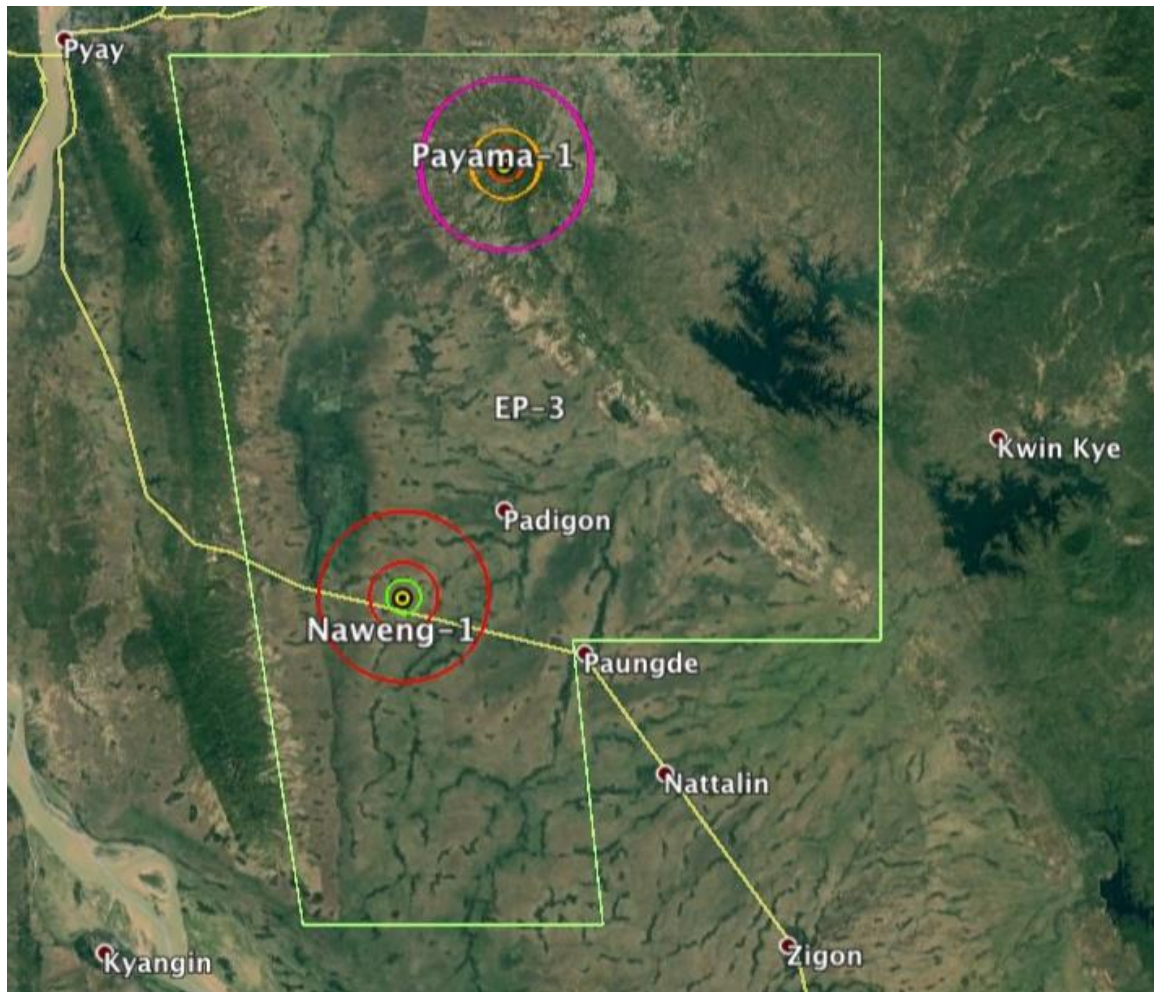 Pyay
Payama-1
EP-3
Kwin Kye
Padigon
Naweng-1
Paungde
Nattalin
Zigon
Kyangin